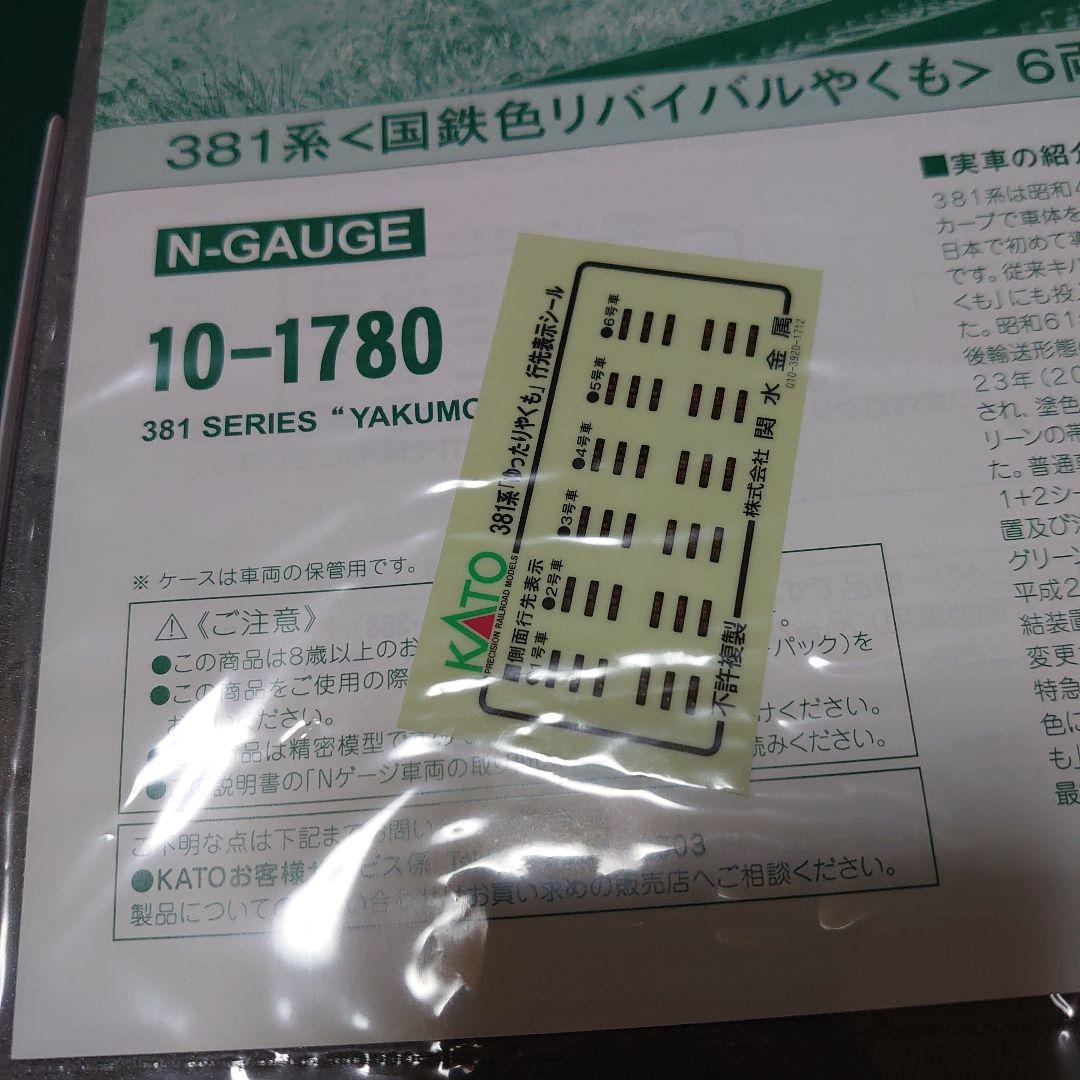 381系<国鉄色リバイバルやくも> 6両
N-GAUGE
10-1780
381 SERIES “YAKUMO
※ ケースは車両の保管用です。
⚠《ご注意》
●この商品は8歳以上のお
パック)を
●この商品をご使用の際
ください。
けください。
品は精密模型です
読みください。
説明書の「Nゲージ車両の取
ご不明な点は下記まで
●KATOお客様サービス係 Tel
製品について
お買い求めの販売店へご相談ください。
KATO
PRECISION RAILROAD MODELS
381系「ゆったりやくも」行先表示シール
■側面行先表示
●1号車
●2号車
●3号車
●4号車
●5号車
●6号車
不許複製
株式会社 関水金属
010-3920-1712
■実車の紹介
381系は昭和4
カーブで車体を
日本で初めて
です。従来キハ
くも」にも投
た。昭和61
後輸送形態
23年(20
され、塗色
リーンの帯
た。普通
1+2シー
置及び
グリーン
平成2
結装置
変更
特急
色に
も」
最